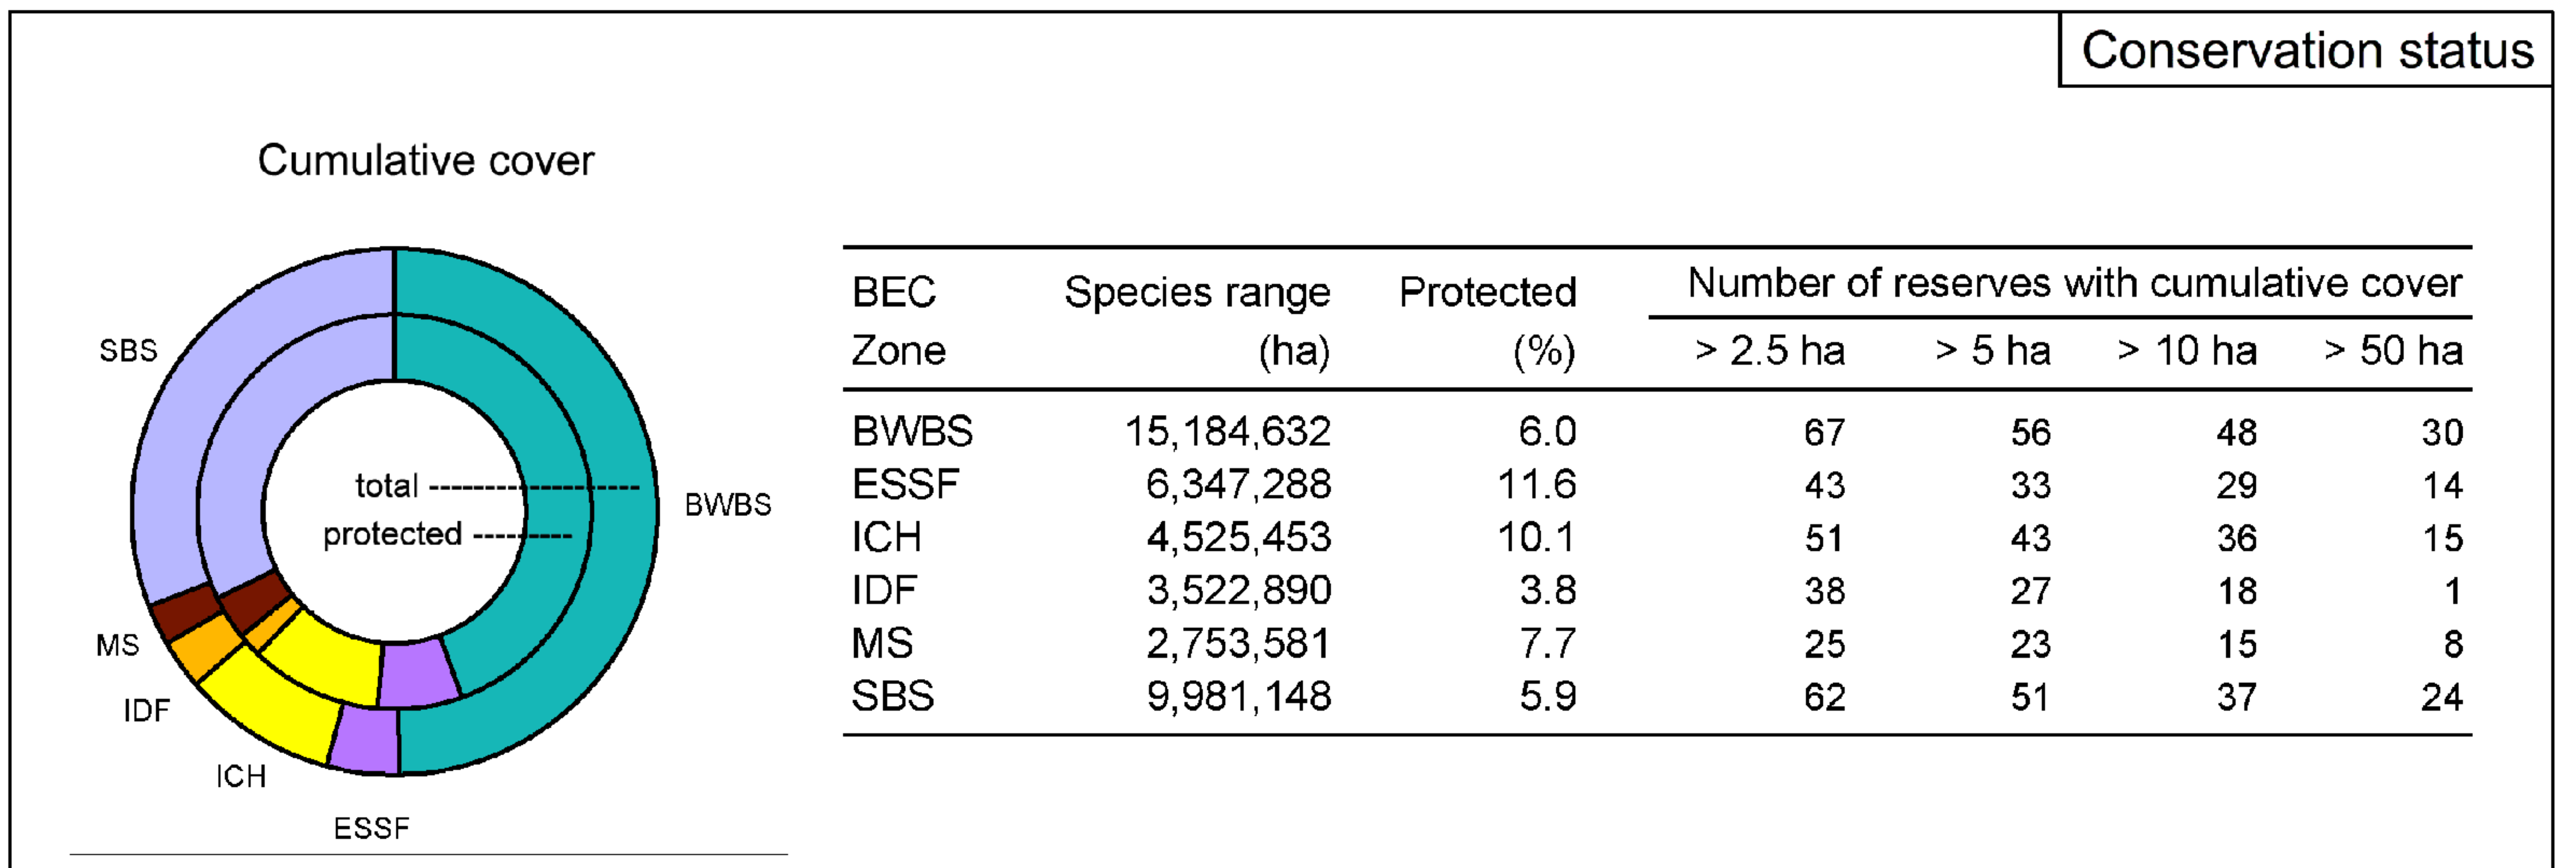 Conservation status
Cumulative cover
SBS
MS
IDF
ICH
ESSF
BWBS
total
protected
BEC Species range Protected Number of reserves with cumulative cover
Zone (ha) (%) > 2.5 ha > 5 ha > 10 ha > 50 ha
BWBS 15,184,632 6.0 67 56 48 30
ESSF 6,347,288 11.6 43 33 29 14
ICH 4,525,453 10.1 51 43 36 15
IDF 3,522,890 3.8 38 27 18 1
MS 2,753,581 7.7 25 23 15 8
SBS 9,981,148 5.9 62 51 37 24